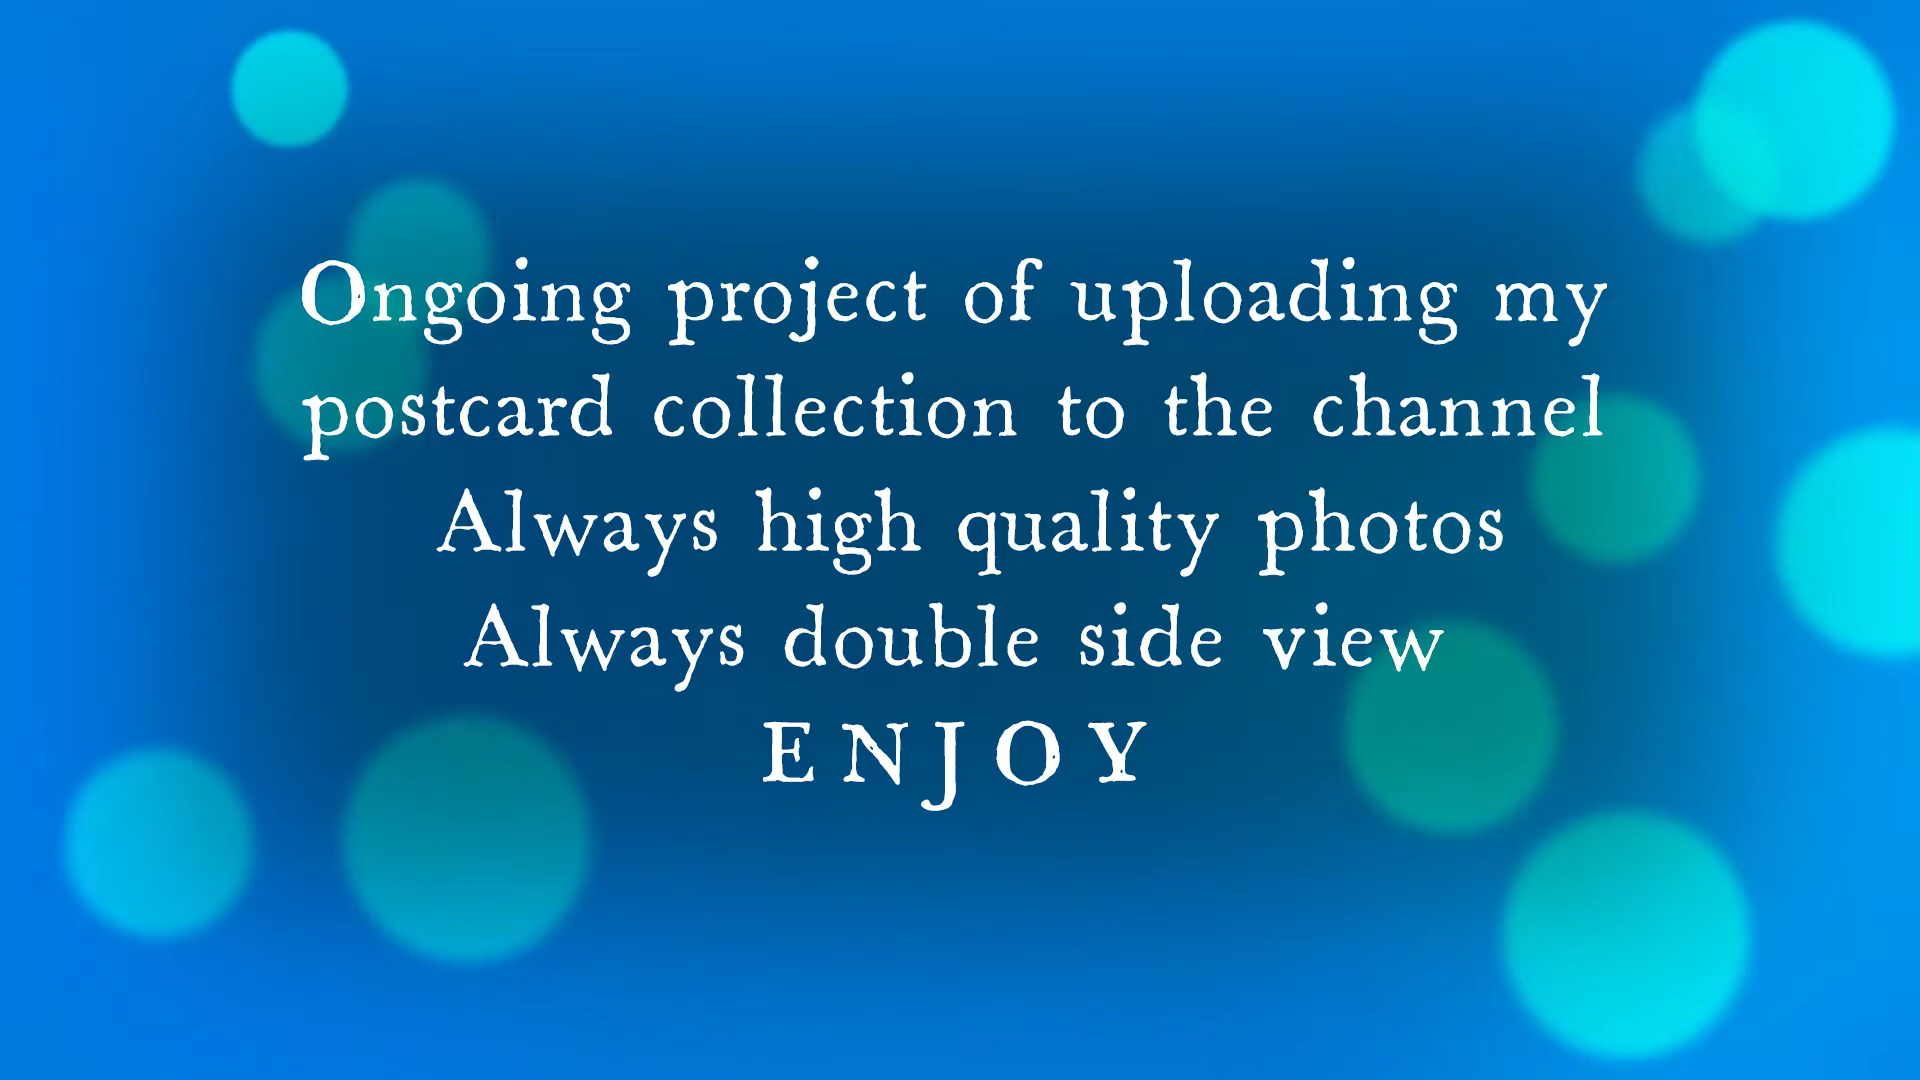 Ongoing project of uploading my
postcard collection to the channel
Always high quality photos
Always double side view
ENJOY